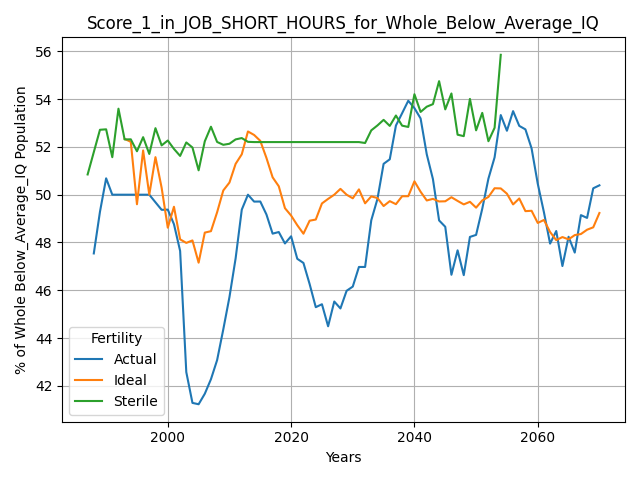 Score_1_in_JOB_SHORT_HOURS_for_Whole_Below_Average_IQ
% of Whole Below_Average_IQ Population
56
54
52
50
48
46
44
42
Fertility
Actual
Ideal
Sterile
2000
2020
2040
2060
Years